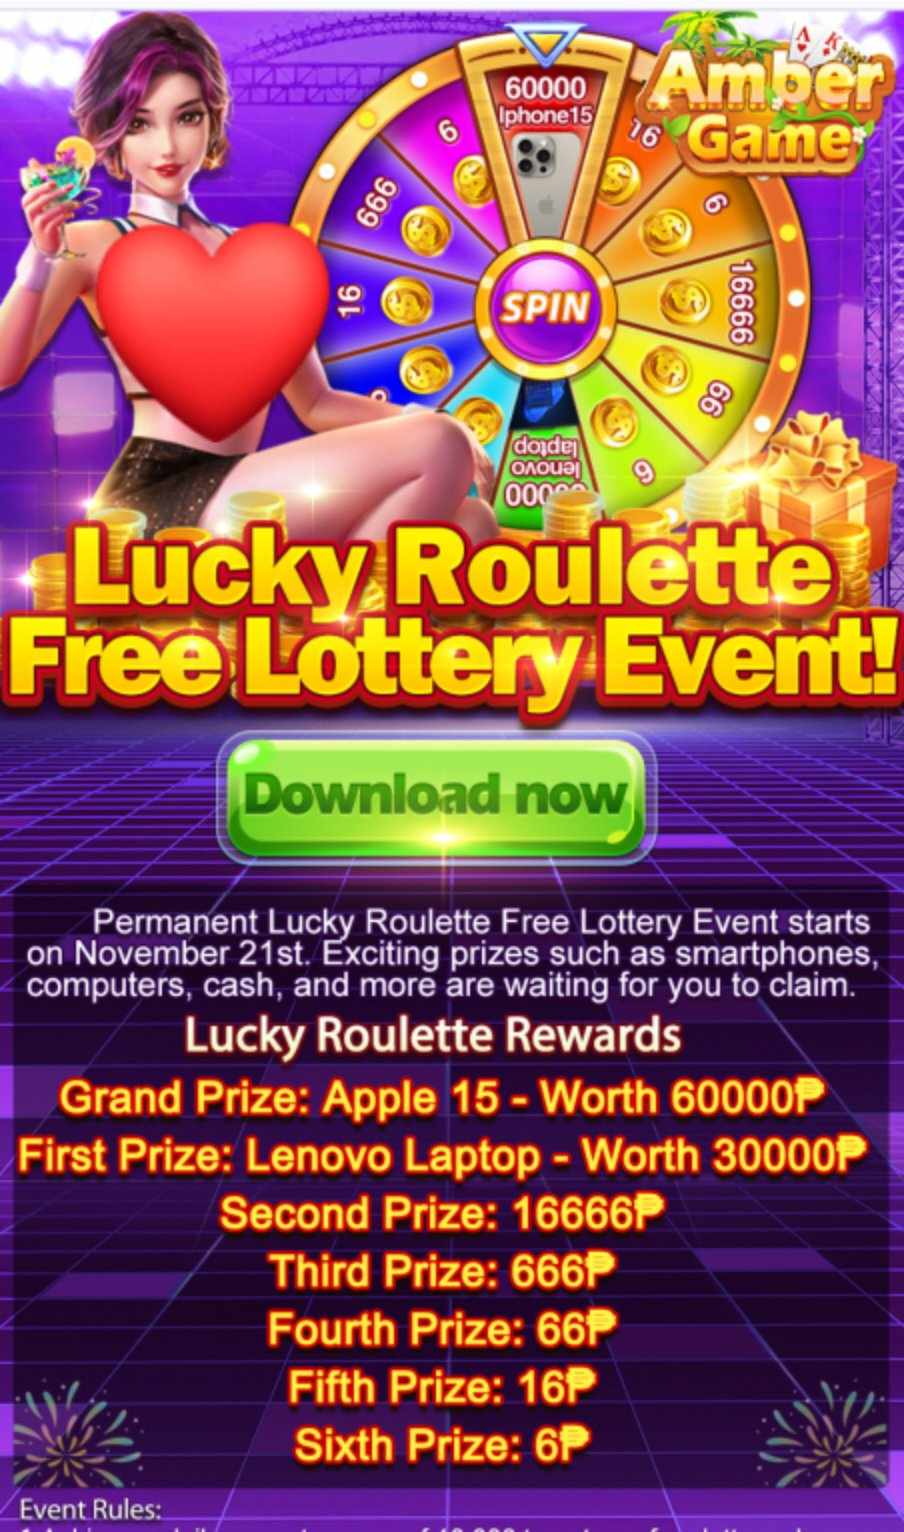 Amber
Game
60000
Iphone15
16
6
16666
66
6
lenovo
laptop
16
666
6
SPIN
Lucky Roulette
Free Lottery Event!
Download now
Permanent Lucky Roulette Free Lottery Event starts
on November 21st. Exciting prizes such as smartphones,
computers, cash, and more are waiting for you to claim.
Lucky Roulette Rewards
Grand Prize: Apple 15 - Worth 60000₱
First Prize: Lenovo Laptop - Worth 30000₱
Second Prize: 16666₱
Third Prize: 666₱
Fourth Prize: 66₱
Fifth Prize: 16₱
Sixth Prize: 6₱
Event Rules: